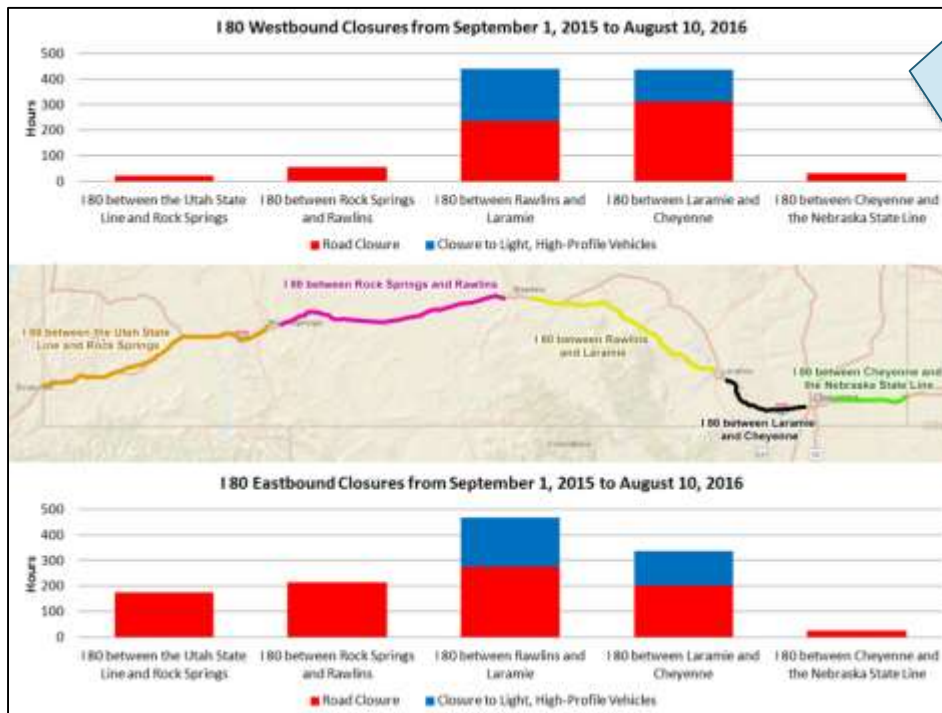 I 80 Westbound Closures from September 1, 2015 to August 10, 2016
500
400
300
200
100
0
Hours
I 80 between the Utah State
Line and Rock Springs
I 80 between Rock Springs
and Rawlins
I 80 between Rawlins and
Laramie
I 80 between Laramie and
Cheyenne
I 80 between Cheyenne and
the Nebraska State Line
Road Closure
Closure to Light, High-Profile Vehicles
I 80 between Rock Springs and Rawlins
I 80 between the Utah State
Line and Rock Springs
I 80 between Rawlins
and Laramie
I 80 between Cheyenne and
the Nebraska State Line
I 80 between Laramie
and Cheyenne
I 80 Eastbound Closures from September 1, 2015 to August 10, 2016
500
400
300
200
100
0
Hours
I 80 between the Utah State
Line and Rock Springs
I 80 between Rock Springs
and Rawlins
I 80 between Rawlins and
Laramie
I 80 between Laramie and
Cheyenne
I 80 between Cheyenne and
the Nebraska State Line
Road Closure
Closure to Light, High-Profile Vehicles